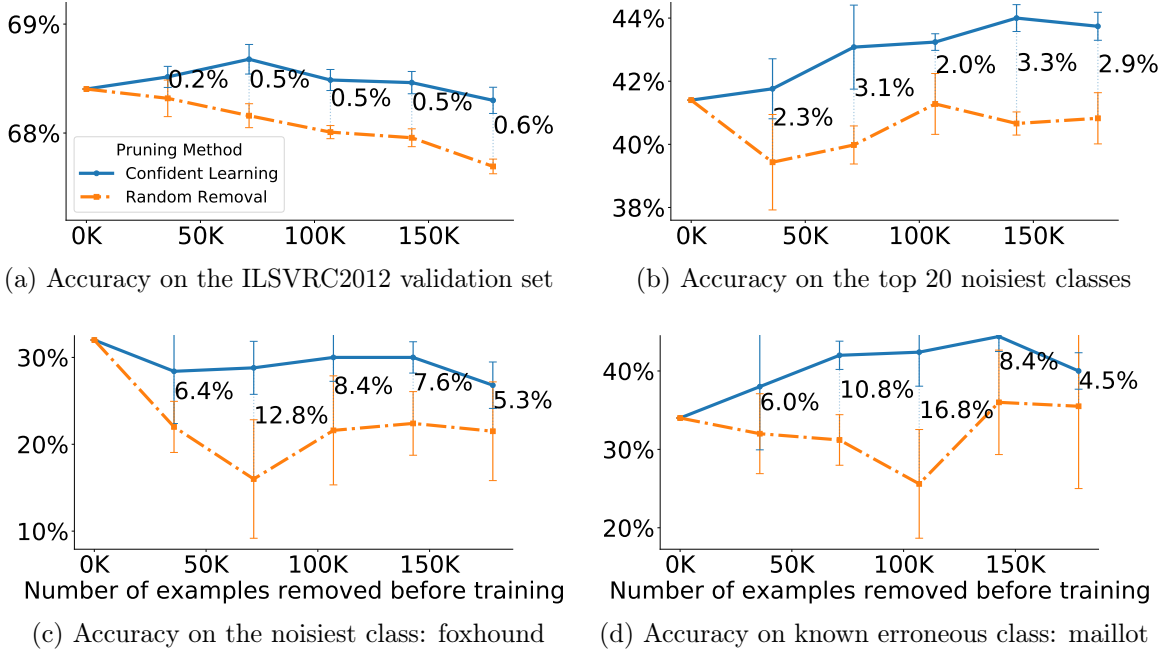 69%
68%
0.2%
0.5%
0.5%
0.5%
0.6%
Pruning Method
Confident Learning
Random Removal
0K 50K 100K 150K
(a) Accuracy on the ILSVRC2012 validation set
44%
42%
40%
38%
2.3%
3.1%
2.0%
3.3%
2.9%
0K 50K 100K 150K
(b) Accuracy on the top 20 noisiest classes
30%
20%
10%
6.4%
12.8%
8.4%
7.6%
5.3%
0K 50K 100K 150K
Number of examples removed before training
(c) Accuracy on the noisiest class: foxhound
40%
30%
20%
6.0%
10.8%
16.8%
8.4%
4.5%
0K 50K 100K 150K
Number of examples removed before training
(d) Accuracy on known erroneous class: maillot